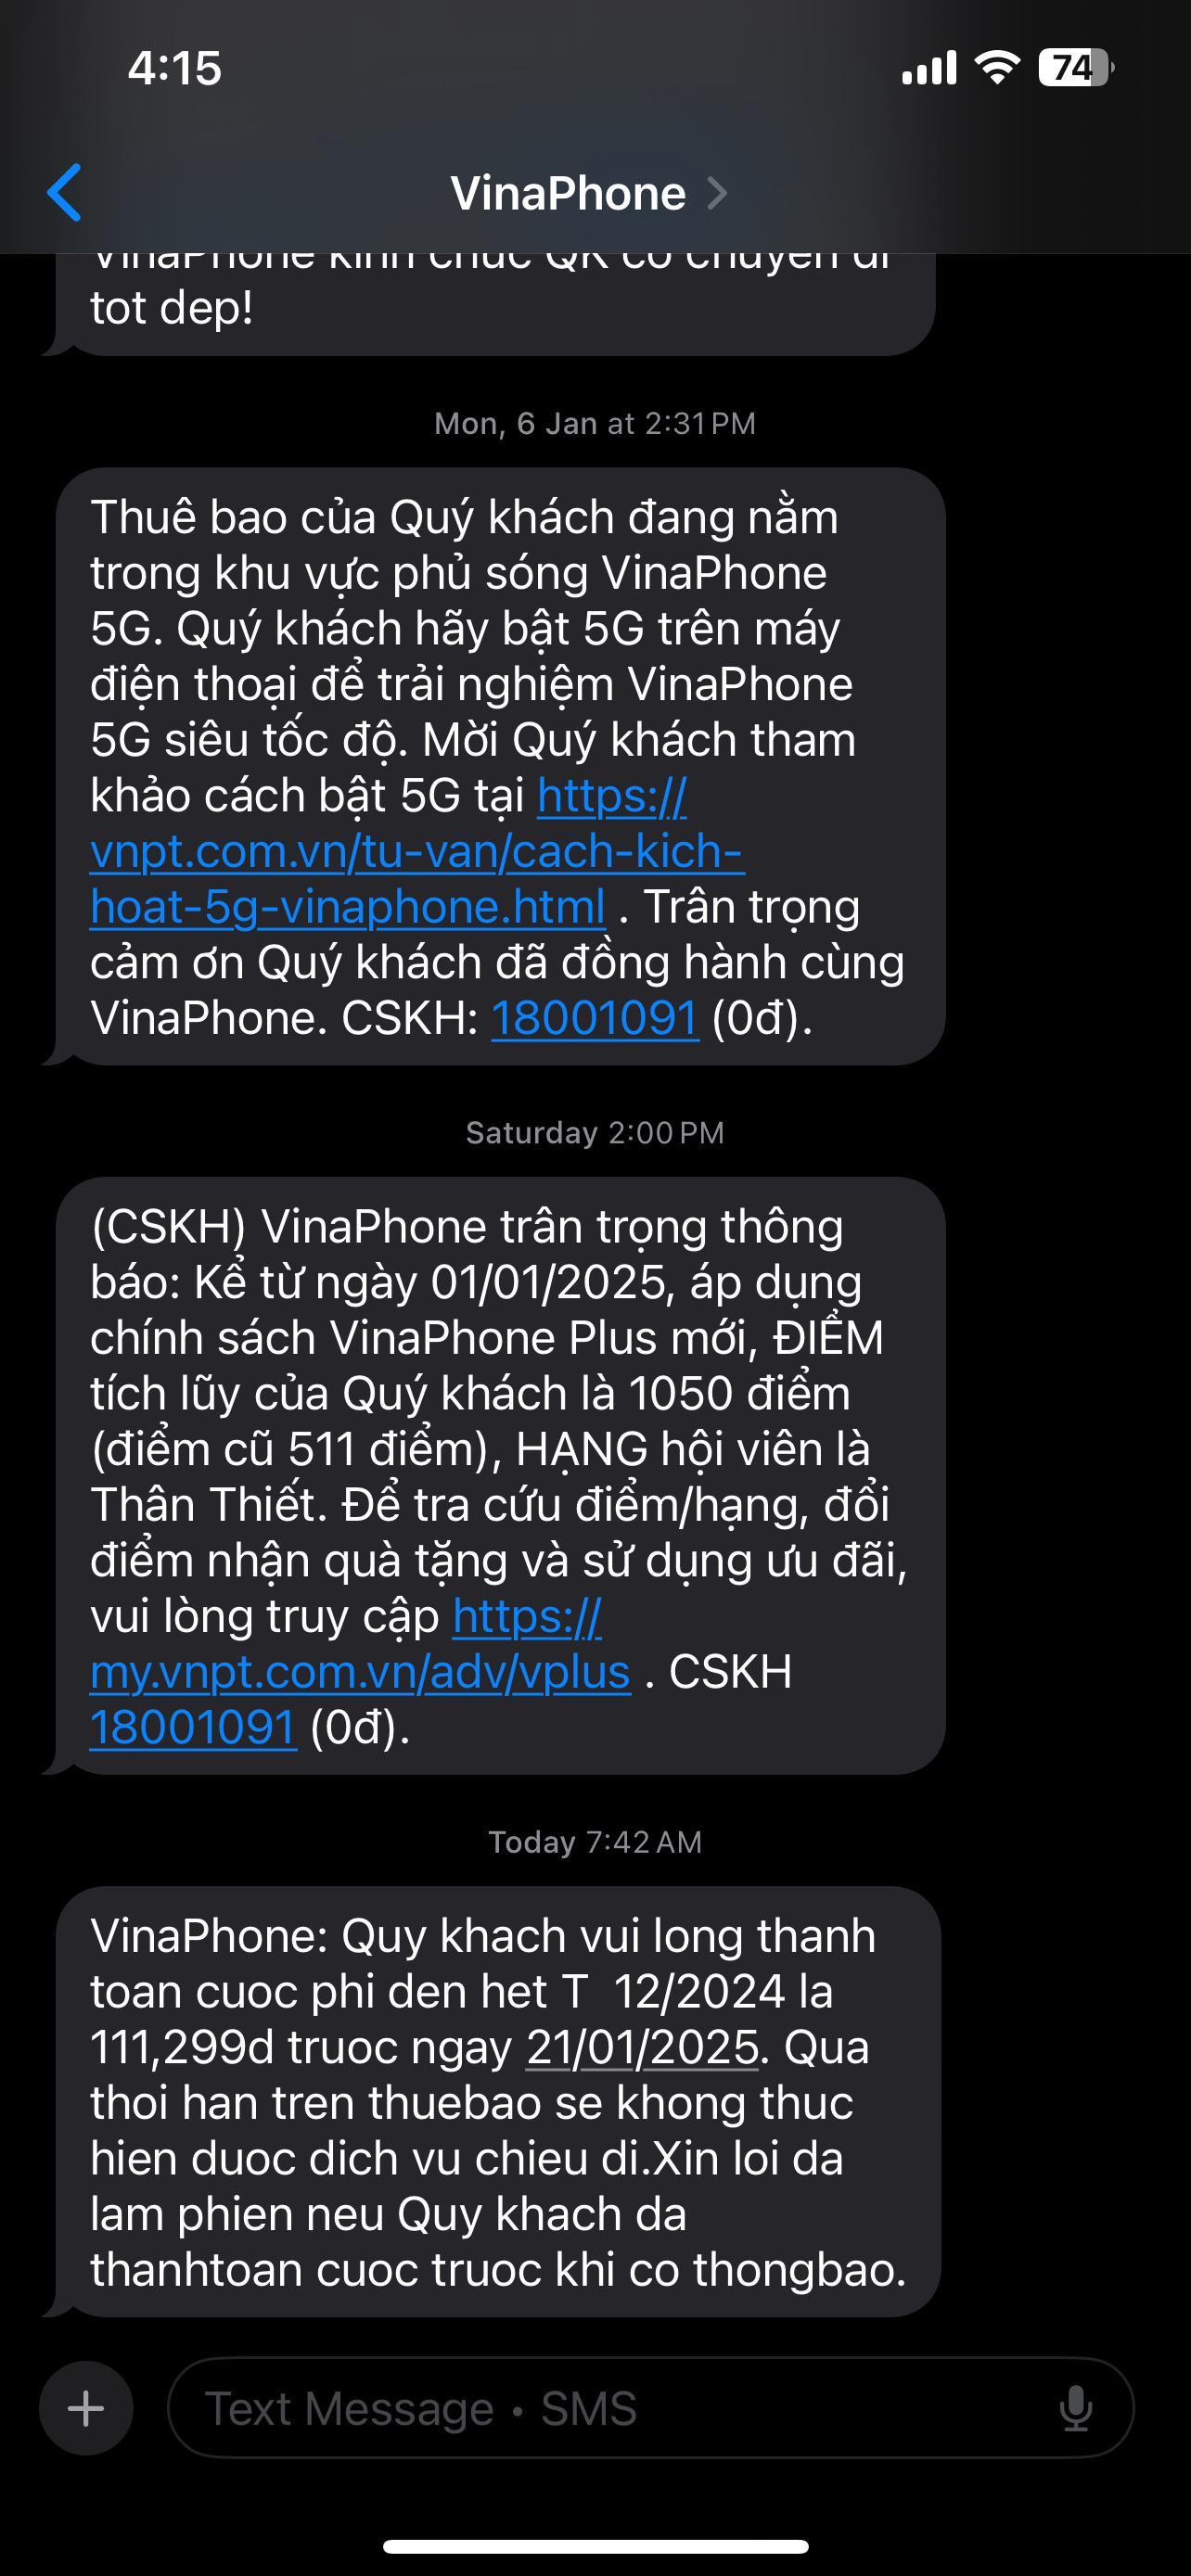 4:15
74
VinaPhone
VinaPhone kinh chuc QK co chuyen di
tot dep!
Mon, 6 Jan at 2:31 PM
Thuê bao của Quý khách đang nằm
trong khu vực phủ sóng VinaPhone
5G. Quý khách hãy bật 5G trên máy
điện thoại để trải nghiệm VinaPhone
5G siêu tốc độ. Mời Quý khách tham
khảo cách bật 5G tại https://
vnpt.com.vn/tu-van/cach-kich-
hoat-5g-vinaphone.html . Trân trọng
cảm ơn Quý khách đã đồng hành cùng
VinaPhone. CSKH: 18001091 (0đ).
Saturday 2:00 PM
(CSKH) VinaPhone trân trọng thông
báo: Kể từ ngày 01/01/2025, áp dụng
chính sách VinaPhone Plus mới, ĐIỂM
tích lũy của Quý khách là 1050 điểm
(điểm cũ 511 điểm), HẠNG hội viên là
Thân Thiết. Để tra cứu điểm/hạng, đổi
điểm nhận quà tặng và sử dụng ưu đãi,
vui lòng truy cập https://
my.vnpt.com.vn/adv/vplus . CSKH
18001091 (0đ).
Today 7:42 AM
VinaPhone: Quy khach vui long thanh
toan cuoc phi den het T  12/2024 la
111,299d truoc ngay 21/01/2025. Qua
thoi han tren thuebao se khong thuc
hien duoc dich vu chieu di.Xin loi da
lam phien neu Quy khach da
thanhtoan cuoc truoc khi co thongbao.
Text Message • SMS